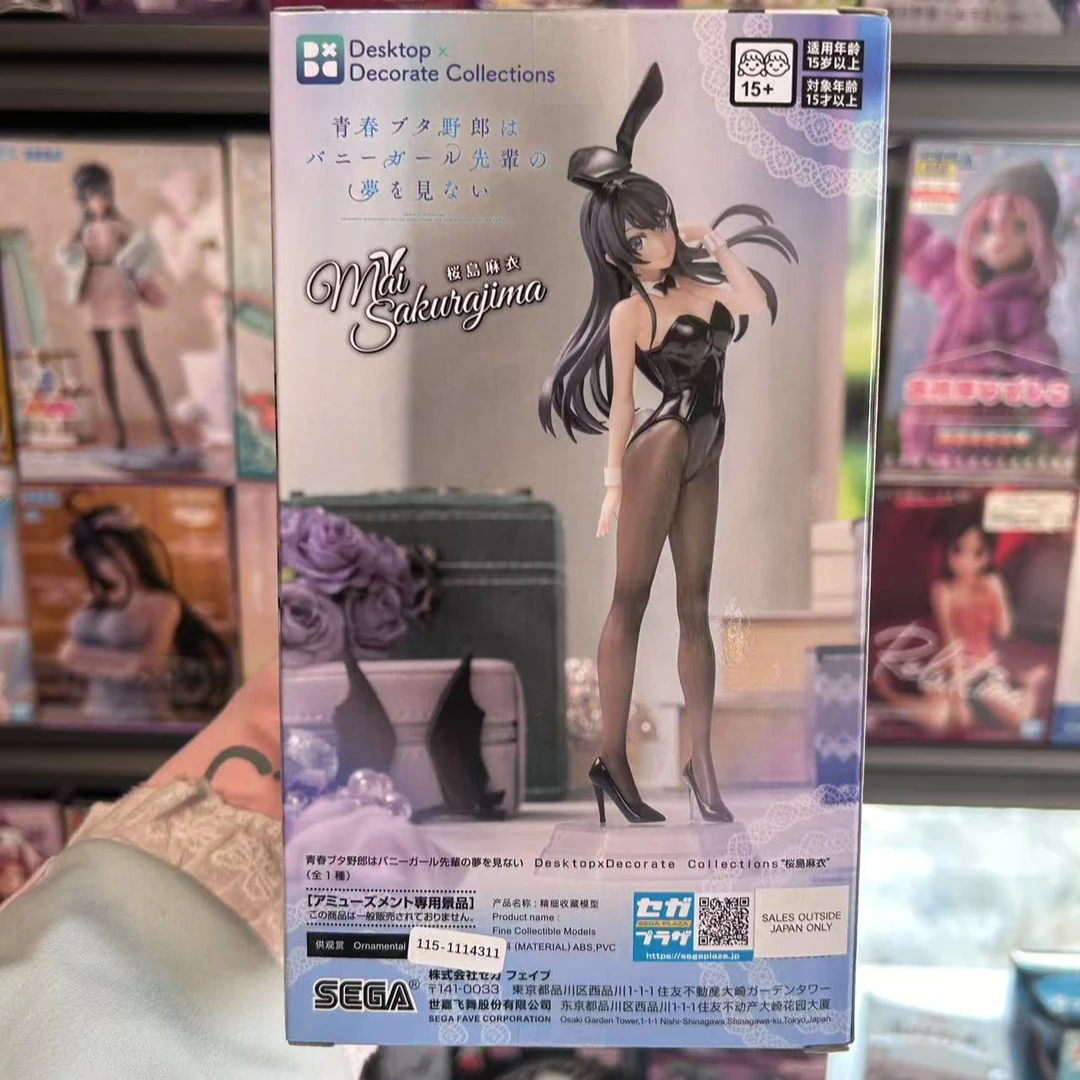 Desktop ×
Decorate Collections
15+
适用年龄
15岁以上
对象年齢
15才以上
青春ブタ野郎は
バニーガール先輩の
夢を見ない
Mai
Sakurajima
桜島麻衣
SEGA
Relax
青春ブタ野郎はバニーガール先輩の夢を見ない DesktopxDecorate Collections"桜島麻衣"
(全1種)
[アミューズメント専用景品]
この商品は一般販売されておりません。
供观赏 Ornamental
产品名称:精细收藏模型
Product name :
Fine Collectible Models
(MATERIAL) ABS,PVC
115-1114311
セガ
SEGA PLAZA
プラザ
https://segaplaza.jp
SALES OUTSIDE
JAPAN ONLY
SEGA®
株式会社セガ フェイブ
〒141-0033 東京都品川区西品川1-1-1 住友不動産大崎ガーデンタワー
世嘉飞舞股份有限公司 东京都品川区西品川1-1-1住友不动产大崎花园大厦
SEGA FAVE CORPORATION Osaki Garden Tower,1-1-1 Nishi-Shinagawa,Shinagawa-ku,Tokyo,Japan.